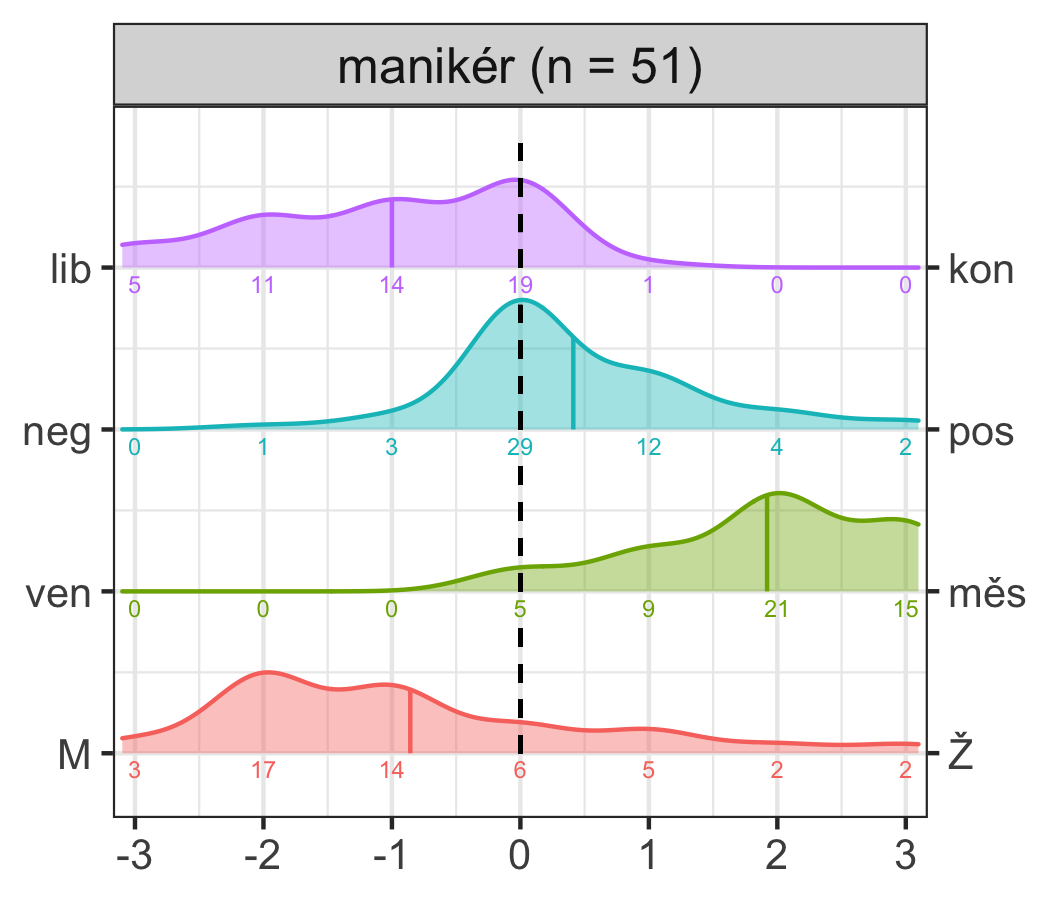 manikér (n = 51)
lib kon
5 11 14 19 1 0 0
neg pos
0 1 3 29 12 4 2
ven měs
0 0 0 5 9 21 15
M Ž
3 17 14 6 5 2 2
-3 -2 -1 0 1 2 3